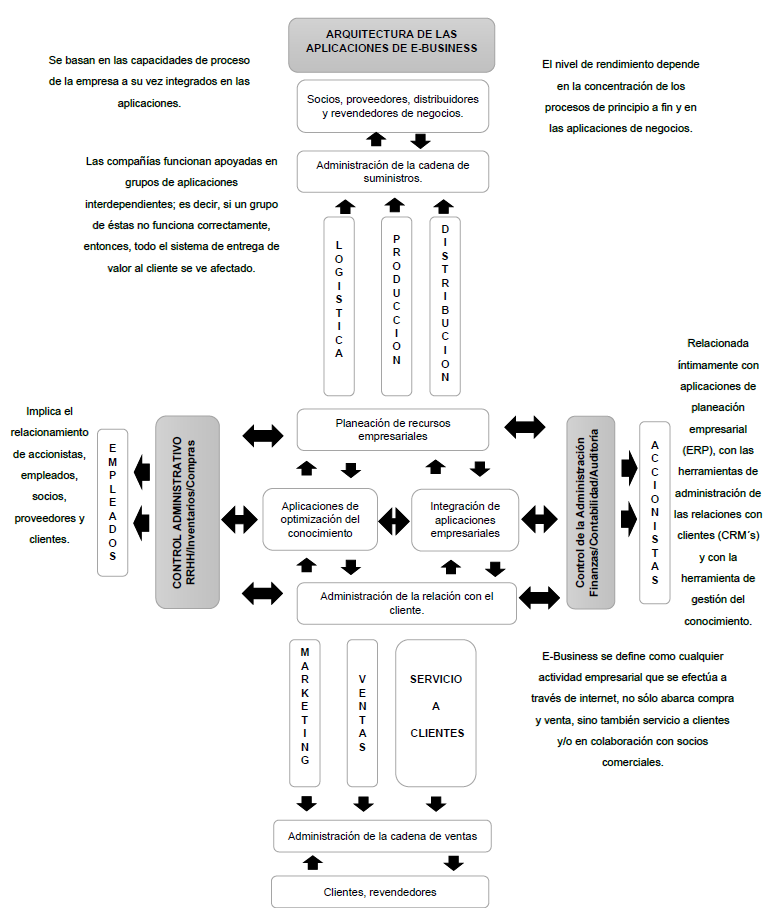 ARQUITECTURA DE LAS
APLICACIONES DE E-BUSINESS
Se basan en las capacidades de proceso
de la empresa a su vez integrados en las
aplicaciones.
El nivel de rendimiento depende
en la concentración de los
procesos de principio a fin y en
las aplicaciones de negocios.
Socios, proveedores, distribuidores
y revendedores de negocios.
Las compañías funcionan apoyadas en
grupos de aplicaciones
interdependientes; es decir, si un grupo
de éstas no funciona correctamente,
entonces, todo el sistema de entrega de
valor al cliente se ve afectado.
Administración de la cadena de
suministros.
LOGISTICA
PRODUCCION
DISTRIBUCION
Implica el
relacionamiento
de accionistas,
empleados,
socios,
proveedores y
clientes.
EMPLEADOS
CONTROL ADMINISTRATIVO
RRHH/Inventarios/Compras
Planeación de recursos
empresariales
Aplicaciones de
optimización del
conocimiento
Integración de
aplicaciones
empresariales
Administración de la relación con el
cliente.
Control de la Administración
Finanzas/Contabilidad/Auditoría
ACCIONISTAS
Relacionada
íntimamente con
aplicaciones de
planeación
empresarial
(ERP), con las
herramientas de
administración de
las relaciones con
clientes (CRM´s)
y con la
herramienta de
gestión del
conocimiento.
MARKETING
VENTAS
SERVICIO
A
CLIENTES
E-Business se define como cualquier
actividad empresarial que se efectúa a
través de internet, no sólo abarca compra
y venta, sino también servicio a clientes
y/o en colaboración con socios
comerciales.
Administración de la cadena de ventas
Clientes, revendedores